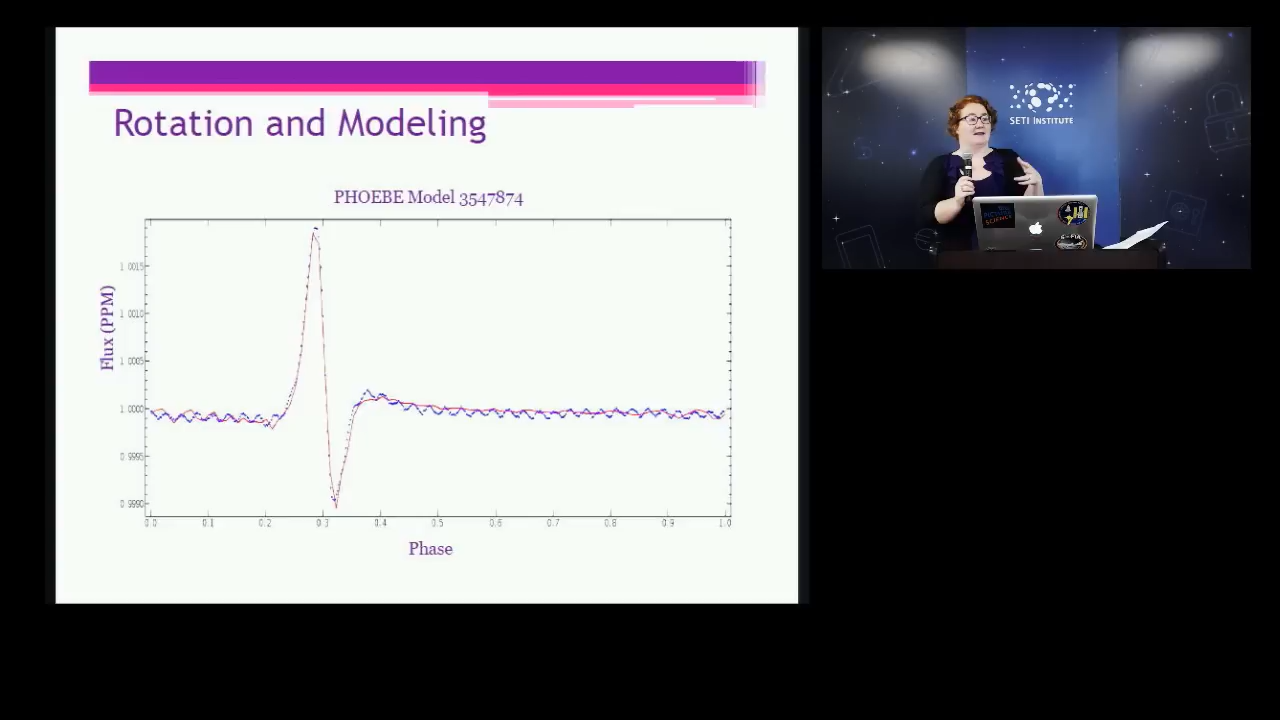 Rotation and Modeling
PHOEBE Model 3547874
Flux (PPM)
1.0015
1.0010
1.0005
1.0000
0.9995
0.9990
0.0 0.1 0.2 0.3 0.4 0.5 0.6 0.7 0.8 0.9 1.0
Phase
SETI INSTITUTE
SCIENCE